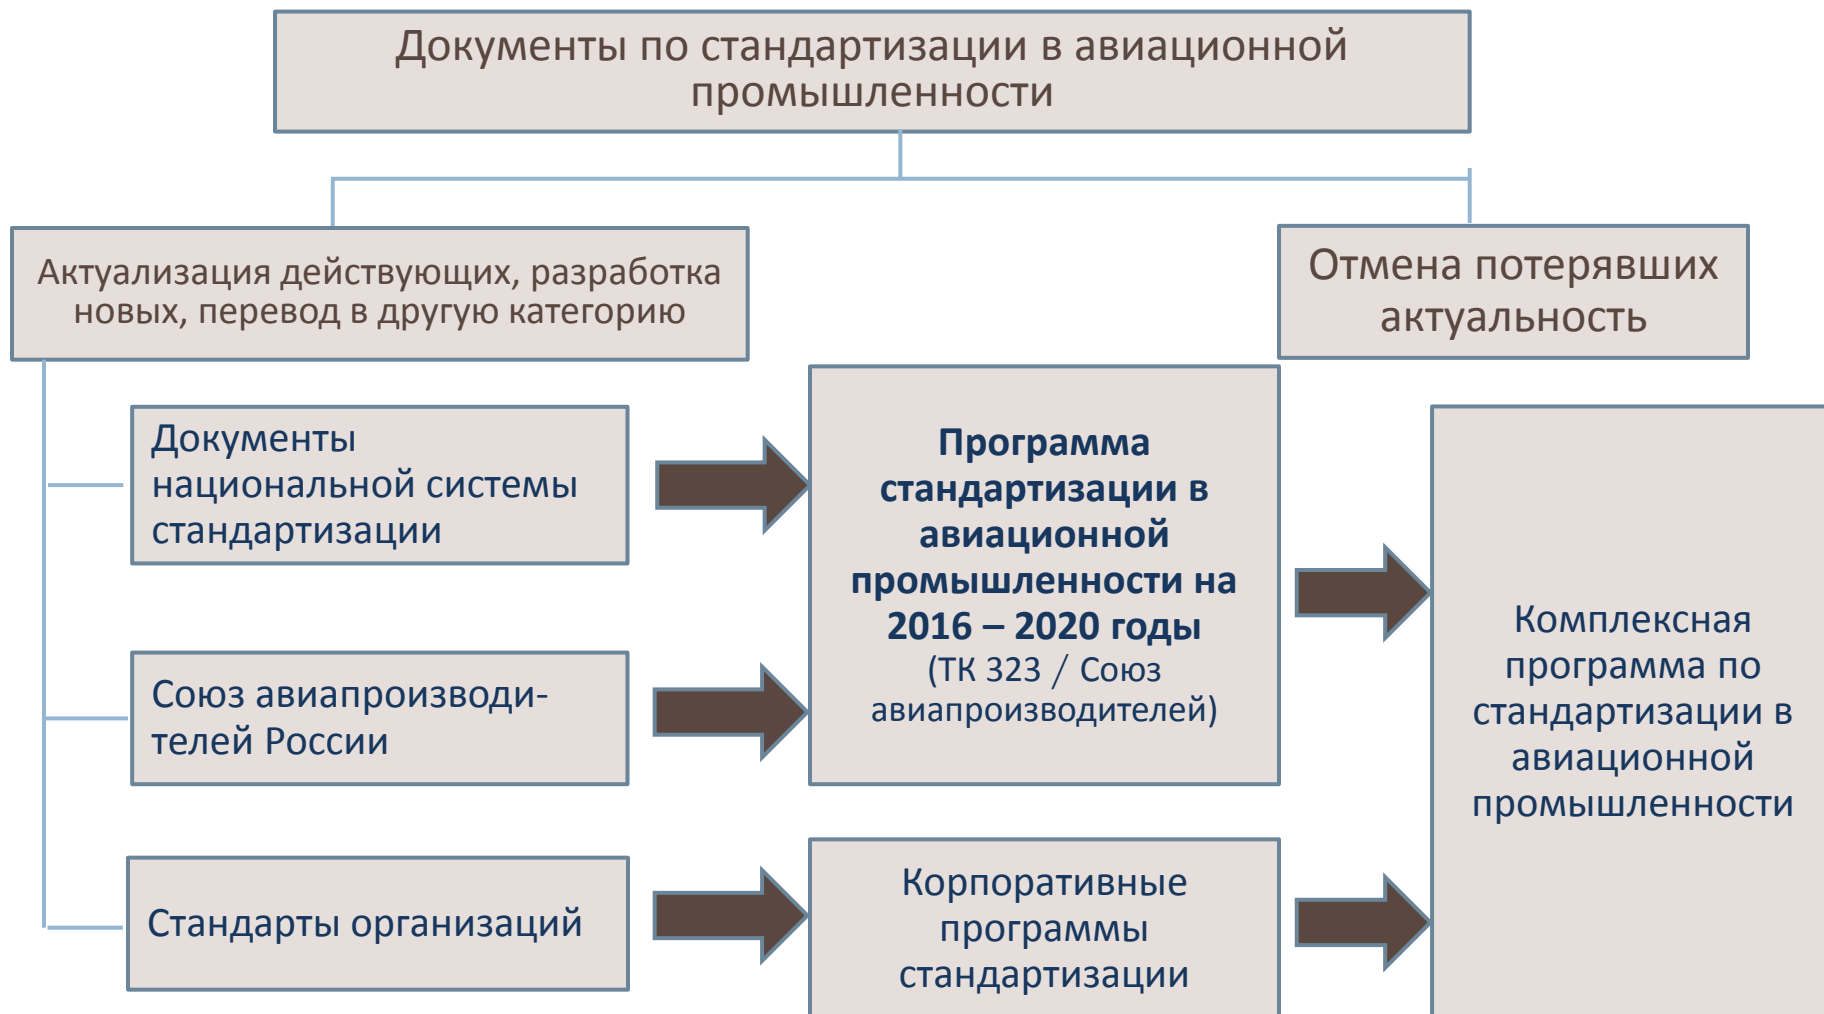 Документы по стандартизации в авиационной
промышленности
Актуализация действующих, разработка
новых, перевод в другую категорию
Отмена потерявших
актуальность
Документы
национальной системы
стандартизации
Союз авиапроизводи-
телей России
Стандарты организаций
Программа
стандартизации в
авиационной
промышленности на
2016 – 2020 годы
(ТК 323 / Союз
авиапроизводителей)
Корпоративные
программы
стандартизации
Комплексная
программа по
стандартизации в
авиационной
промышленности